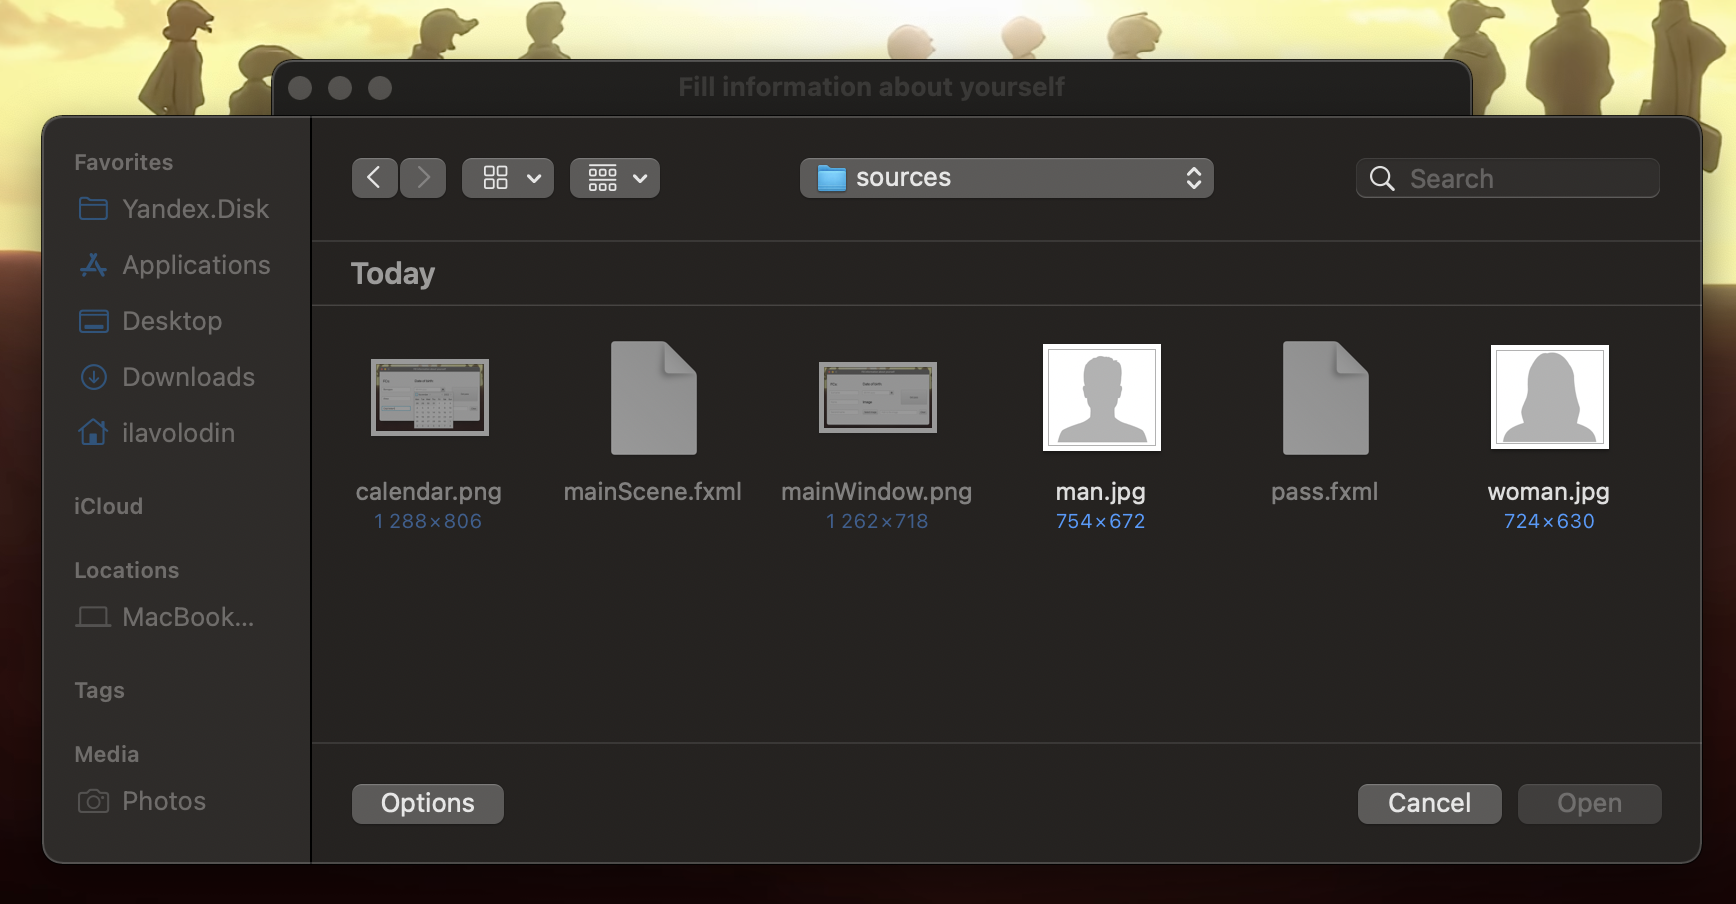 Fill information about yourself
Favorites
Yandex.Disk
Applications
Desktop
Downloads
ilavolodin
iCloud
Locations
MacBook...
Tags
Media
Photos
sources
Search
Today
calendar.png
1 288×806
mainScene.fxml
mainWindow.png
1 262×718
man.jpg
754×672
pass.fxml
woman.jpg
724×630
Options
Cancel
Open